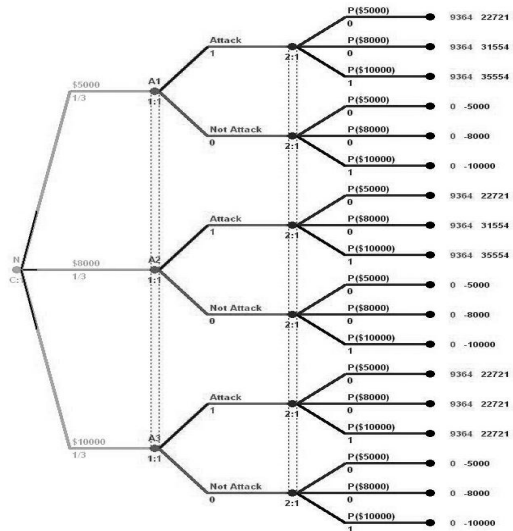 P($5000)
0
9364 22721
Attack
1
P($8000)
0
9364 31554
2:1
P($10000)
1
9364 35554
$5000
1/3
A1
1:1
P($5000)
0
0 -5000
Not Attack
0
P($8000)
0
0 -8000
2:1
P($10000)
1
0 -10000
P($5000)
0
9364 22721
Attack
1
P($8000)
0
9364 31554
2:1
P($10000)
1
9364 35554
N
C:1
$8000
1/3
A2
1:1
P($5000)
0
0 -5000
Not Attack
0
P($8000)
0
0 -8000
2:1
P($10000)
1
0 -10000
P($5000)
0
9364 22721
Attack
1
P($8000)
0
9364 22721
2:1
P($10000)
1
9364 22721
$10000
1/3
A3
1:1
P($5000)
0
0 -5000
Not Attack
0
P($8000)
0
0 -8000
2:1
P($10000)
1
0 -10000